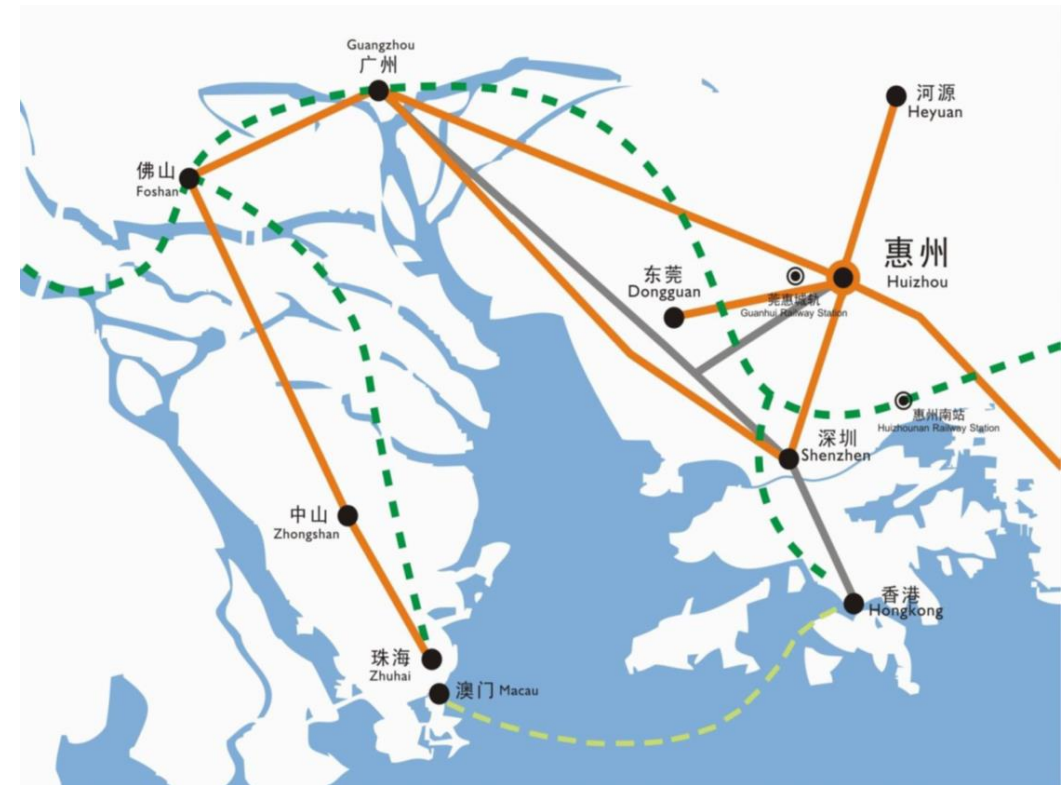 Guangzhou
广州
河源
Heyuan
佛山
Foshan
惠州
Huizhou
东莞
Dongguan
莞惠城轨
Guanhui Railway Station
惠州南站
Huizhounan Railway Station
深圳
Shenzhen
中山
Zhongshan
香港
Hongkong
珠海
Zhuhai
澳门 Macau